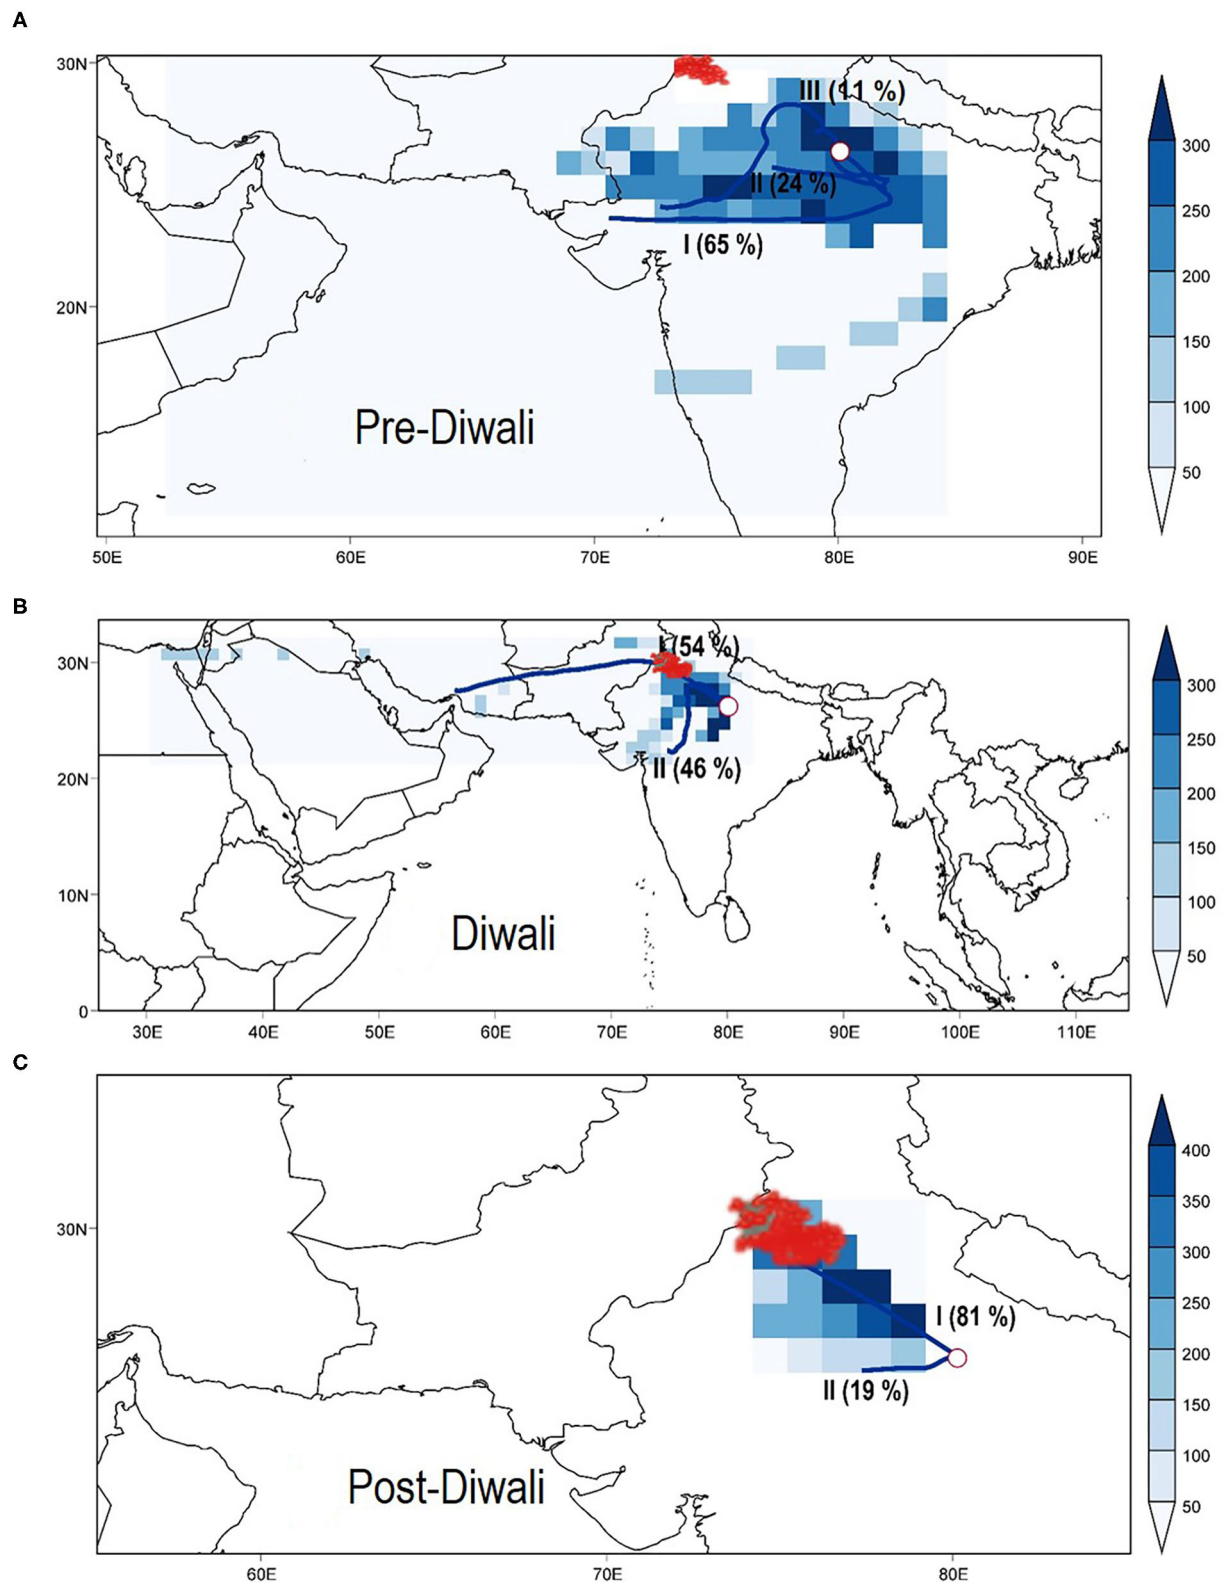 A
30N
20N
III (11 %)
II (24 %)
I (65 %)
Pre-Diwali
50E 60E 70E 80E 90E
300
250
200
150
100
50
B
30N
20N
10N
0
I (54 %)
II (46 %)
Diwali
30E 40E 50E 60E 70E 80E 90E 100E 110E
300
250
200
150
100
50
C
30N
I (81 %)
II (19 %)
Post-Diwali
60E 70E 80E
400
350
300
250
200
150
100
50